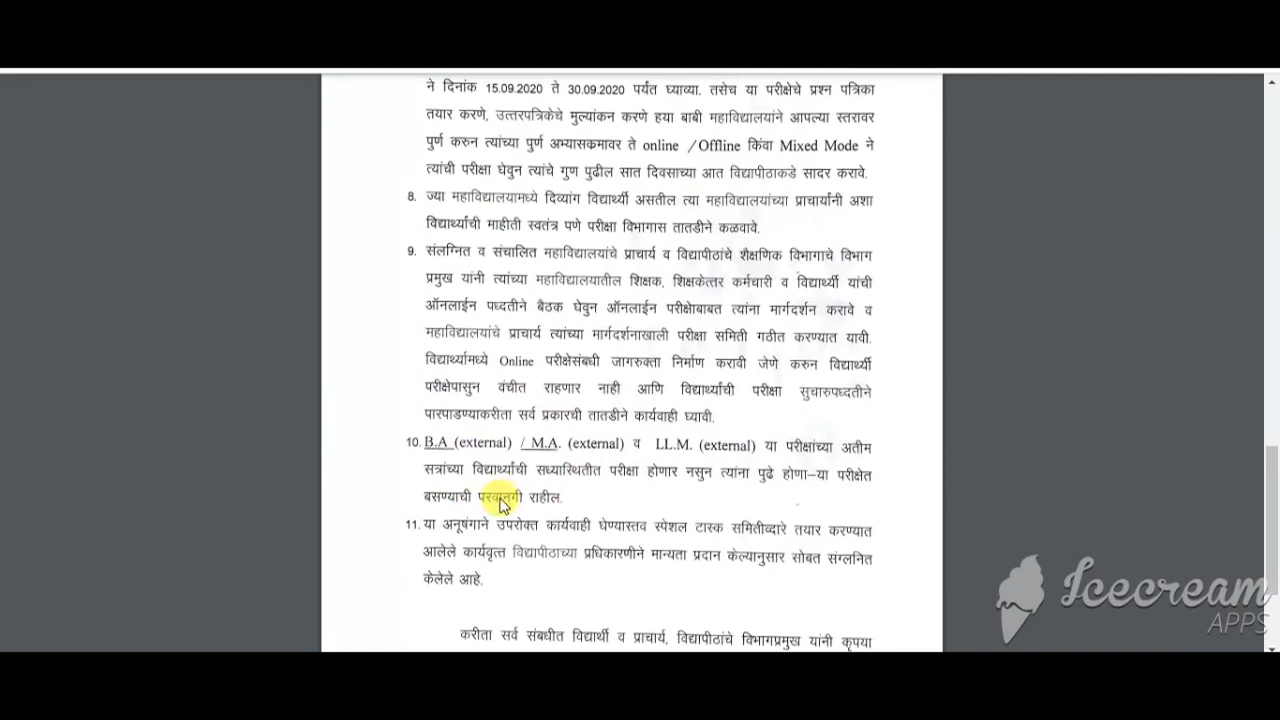 ने दिनांक 15.09.2020 ते 30.09.2020 पर्यंत घ्याव्या. तसेच या परीक्षेचे प्रश्न पत्रिका
तयार करणे, उत्तरपत्रिकेचे मुल्यांकन करणे हया बाबी महाविद्यालयांने आपल्या स्तरावर
पुर्ण करुन त्यांच्या पुर्ण अभ्यासक्रमावर ते online /Offline किंवा Mixed Mode ने
त्यांची परीक्षा घेवुन त्यांचे गुण पुढील सात दिवसाच्या आत विद्यापीठाकडे सादर करावे.
8. ज्या महाविद्यालयामध्ये दिव्यांग विद्यार्थ्यी असतील त्या महाविद्यालयांच्या प्राचार्यांनी अशा
विद्यार्थ्यांची माहीती स्वतंत्र पणे परीक्षा विभागास तातडीने कळवावे.
9. संलग्नित व संचालित महाविद्यालयांचे प्राचार्य व विद्यापीठांचे शैक्षणिक विभागाचे विभाग
प्रमुख यांनी त्यांच्या महाविद्यालयातील शिक्षक, शिक्षकेत्तर कर्मचारी व विद्यार्थ्यी यांची
ऑनलाईन पध्दतीने बैठक घेवुन ऑनलाईन परीक्षेबाबत त्यांना मार्गदर्शन करावे व
महाविद्यालयांचे प्राचार्य त्यांच्या मार्गदर्शनाखाली परीक्षा समिती गठीत करण्यात यावी.
विद्यार्थ्यामध्ये Online परीक्षेसंबधी जागरुक्ता निर्माण करावी जेणे करुन विद्यार्थ्यी
परीक्षेपासुन वंचीत राहणार नाही आणि विद्यार्थ्यांची परीक्षा सुचारुपध्दतीने
पारपाडण्याकरीता सर्व प्रकारची तातडीने कार्यवाही घ्यावी.
10. B.A (external) / M.A. (external) व LL.M. (external) या परीक्षांच्या अतीम
सत्रांच्या विद्यार्थ्यांची सध्यास्थितीत परीक्षा होणार नसुन त्यांना पुढे होणा–या परीक्षेत
बसण्याची परवानगी राहील.
11. या अनूषंगाने उपरोक्त कार्यवाही घेण्यास्तव स्पेशल टास्क समितीव्दारे तयार करण्यात
आलेले कार्यवृत्त विद्यापीठाच्या प्रधिकारणीने मान्यता प्रदान केल्यानुसार सोबत संग्लनित
केलेले आहे.
करीता सर्व संबधीत विद्यार्थी व प्राचार्य, विद्यापीठांचे विभागप्रमुख यांनी कृपया
Icecream
APPS